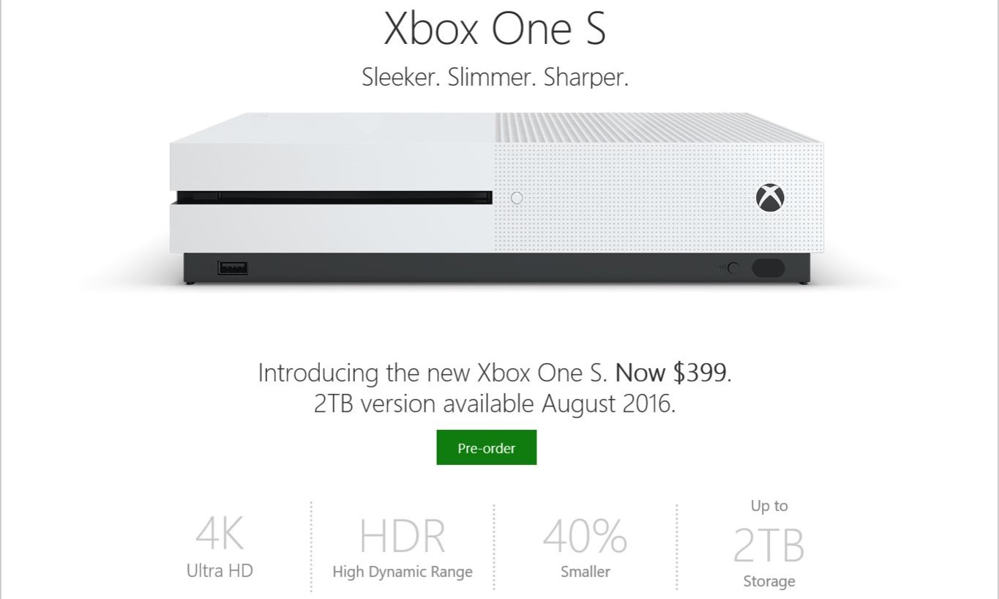 Xbox One S
Sleeker. Slimmer. Sharper.
Introducing the new Xbox One S. Now $399.
2TB version available August 2016.
Pre-order
4K
Ultra HD
HDR
High Dynamic Range
40%
Smaller
Up to
2TB
Storage